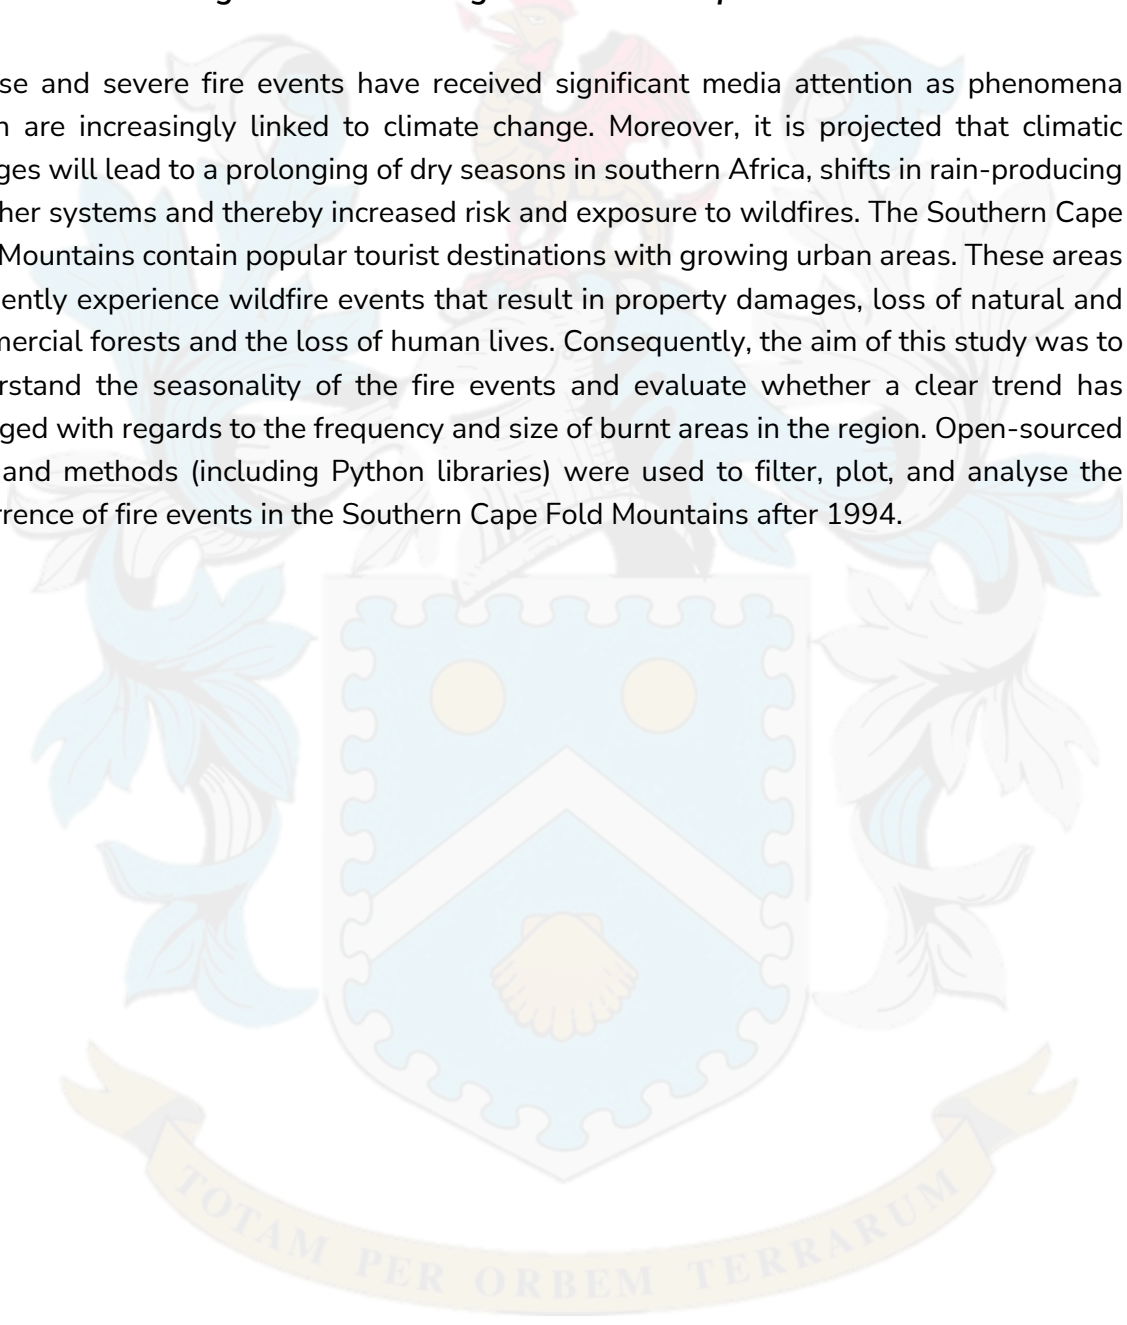 se and severe fire events have received significant media attention as phenomena
are increasingly linked to climate change. Moreover, it is projected that climatic
ges will lead to a prolonging of dry seasons in southern Africa, shifts in rain-producing
her systems and thereby increased risk and exposure to wildfires. The Southern Cape
Mountains contain popular tourist destinations with growing urban areas. These areas
ently experience wildfire events that result in property damages, loss of natural and
mercial forests and the loss of human lives. Consequently, the aim of this study was to
rstand the seasonality of the fire events and evaluate whether a clear trend has
ged with regards to the frequency and size of burnt areas in the region. Open-sourced
and methods (including Python libraries) were used to filter, plot, and analyse the
rrence of fire events in the Southern Cape Fold Mountains after 1994.
TOTAM PER ORBEM TERRARUM